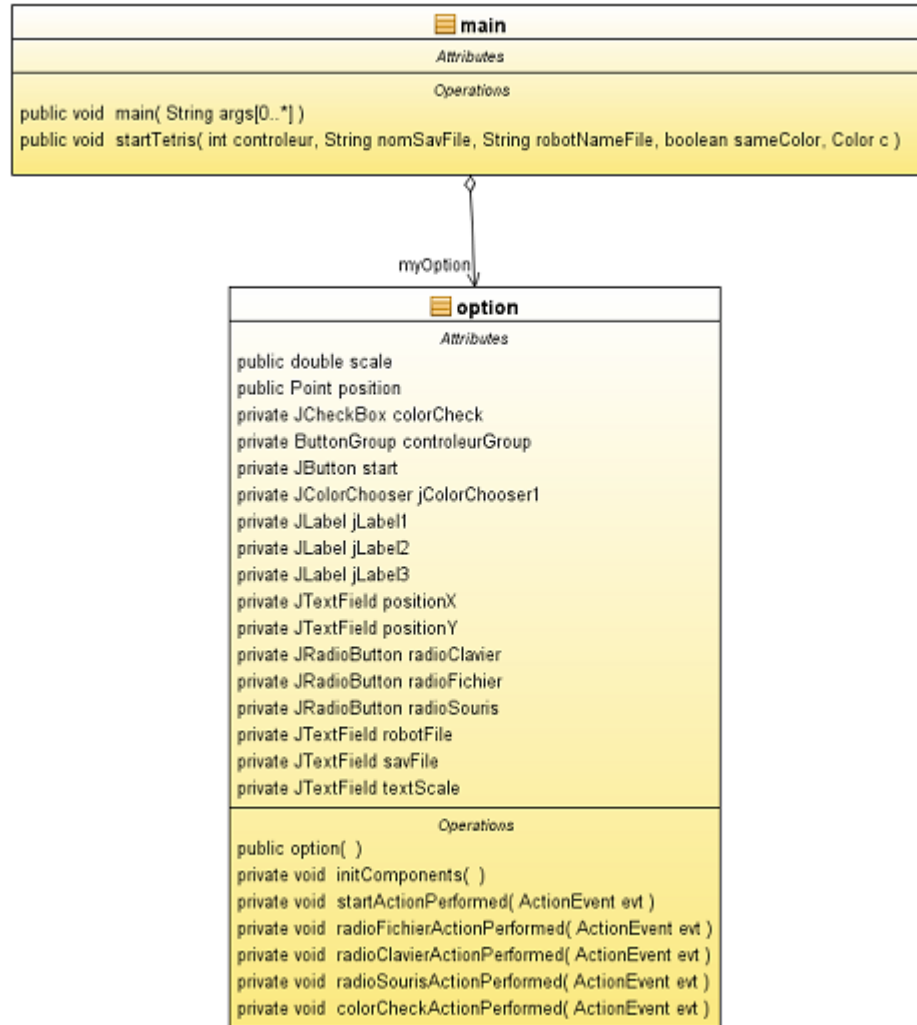 main
Attributes
Operations
public void main( String args[0..*] )
public void startTetris( int controleur, String nomSavFile, String robotNameFile, boolean sameColor, Color c )
myOption
option
Attributes
public double scale
public Point position
private JCheckBox colorCheck
private ButtonGroup controleurGroup
private JButton start
private JColorChooser jColorChooser1
private JLabel jLabel1
private JLabel jLabel2
private JLabel jLabel3
private JTextField positionX
private JTextField positionY
private JRadioButton radioClavier
private JRadioButton radioFichier
private JRadioButton radioSouris
private JTextField robotFile
private JTextField savFile
private JTextField textScale
Operations
public option( )
private void initComponents( )
private void startActionPerformed( ActionEvent evt )
private void radioFichierActionPerformed( ActionEvent evt )
private void radioClavierActionPerformed( ActionEvent evt )
private void radioSourisActionPerformed( ActionEvent evt )
private void colorCheckActionPerformed( ActionEvent evt )